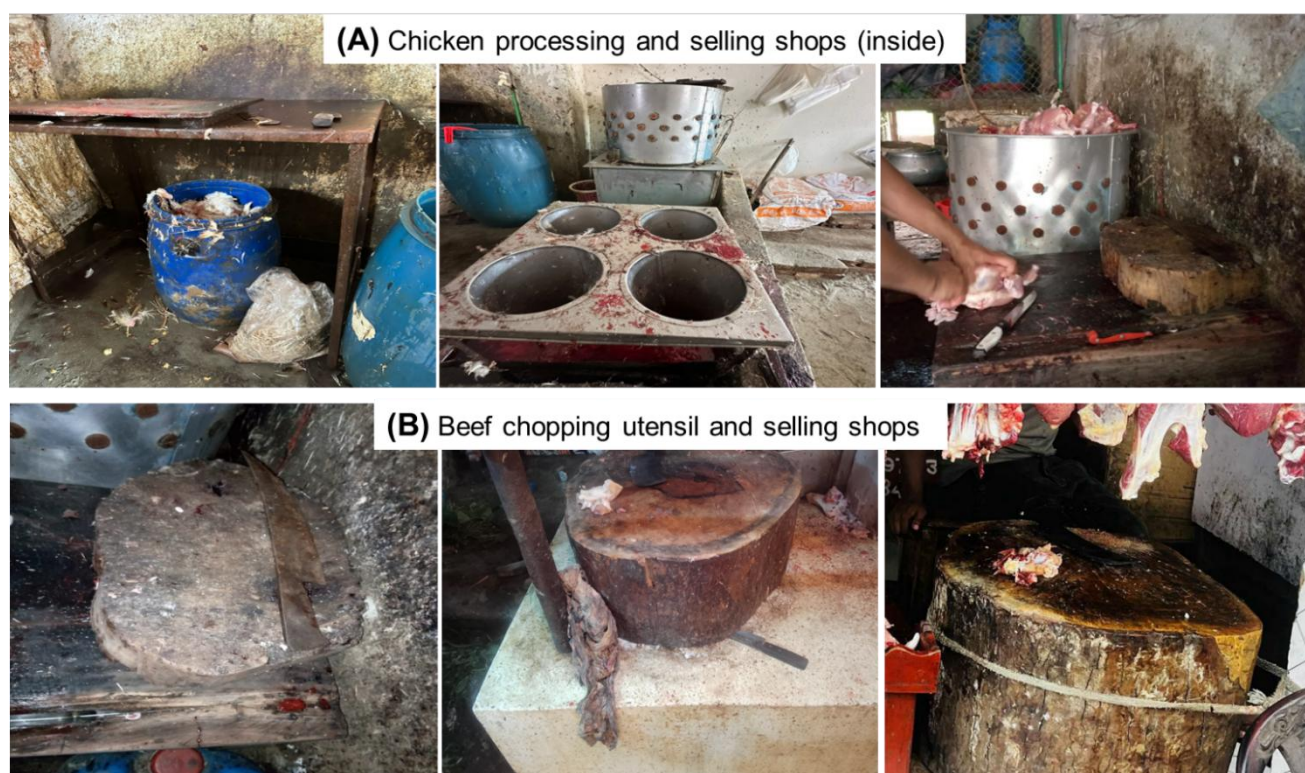 (A) Chicken processing and selling shops (inside)
(B) Beef chopping utensil and selling shops